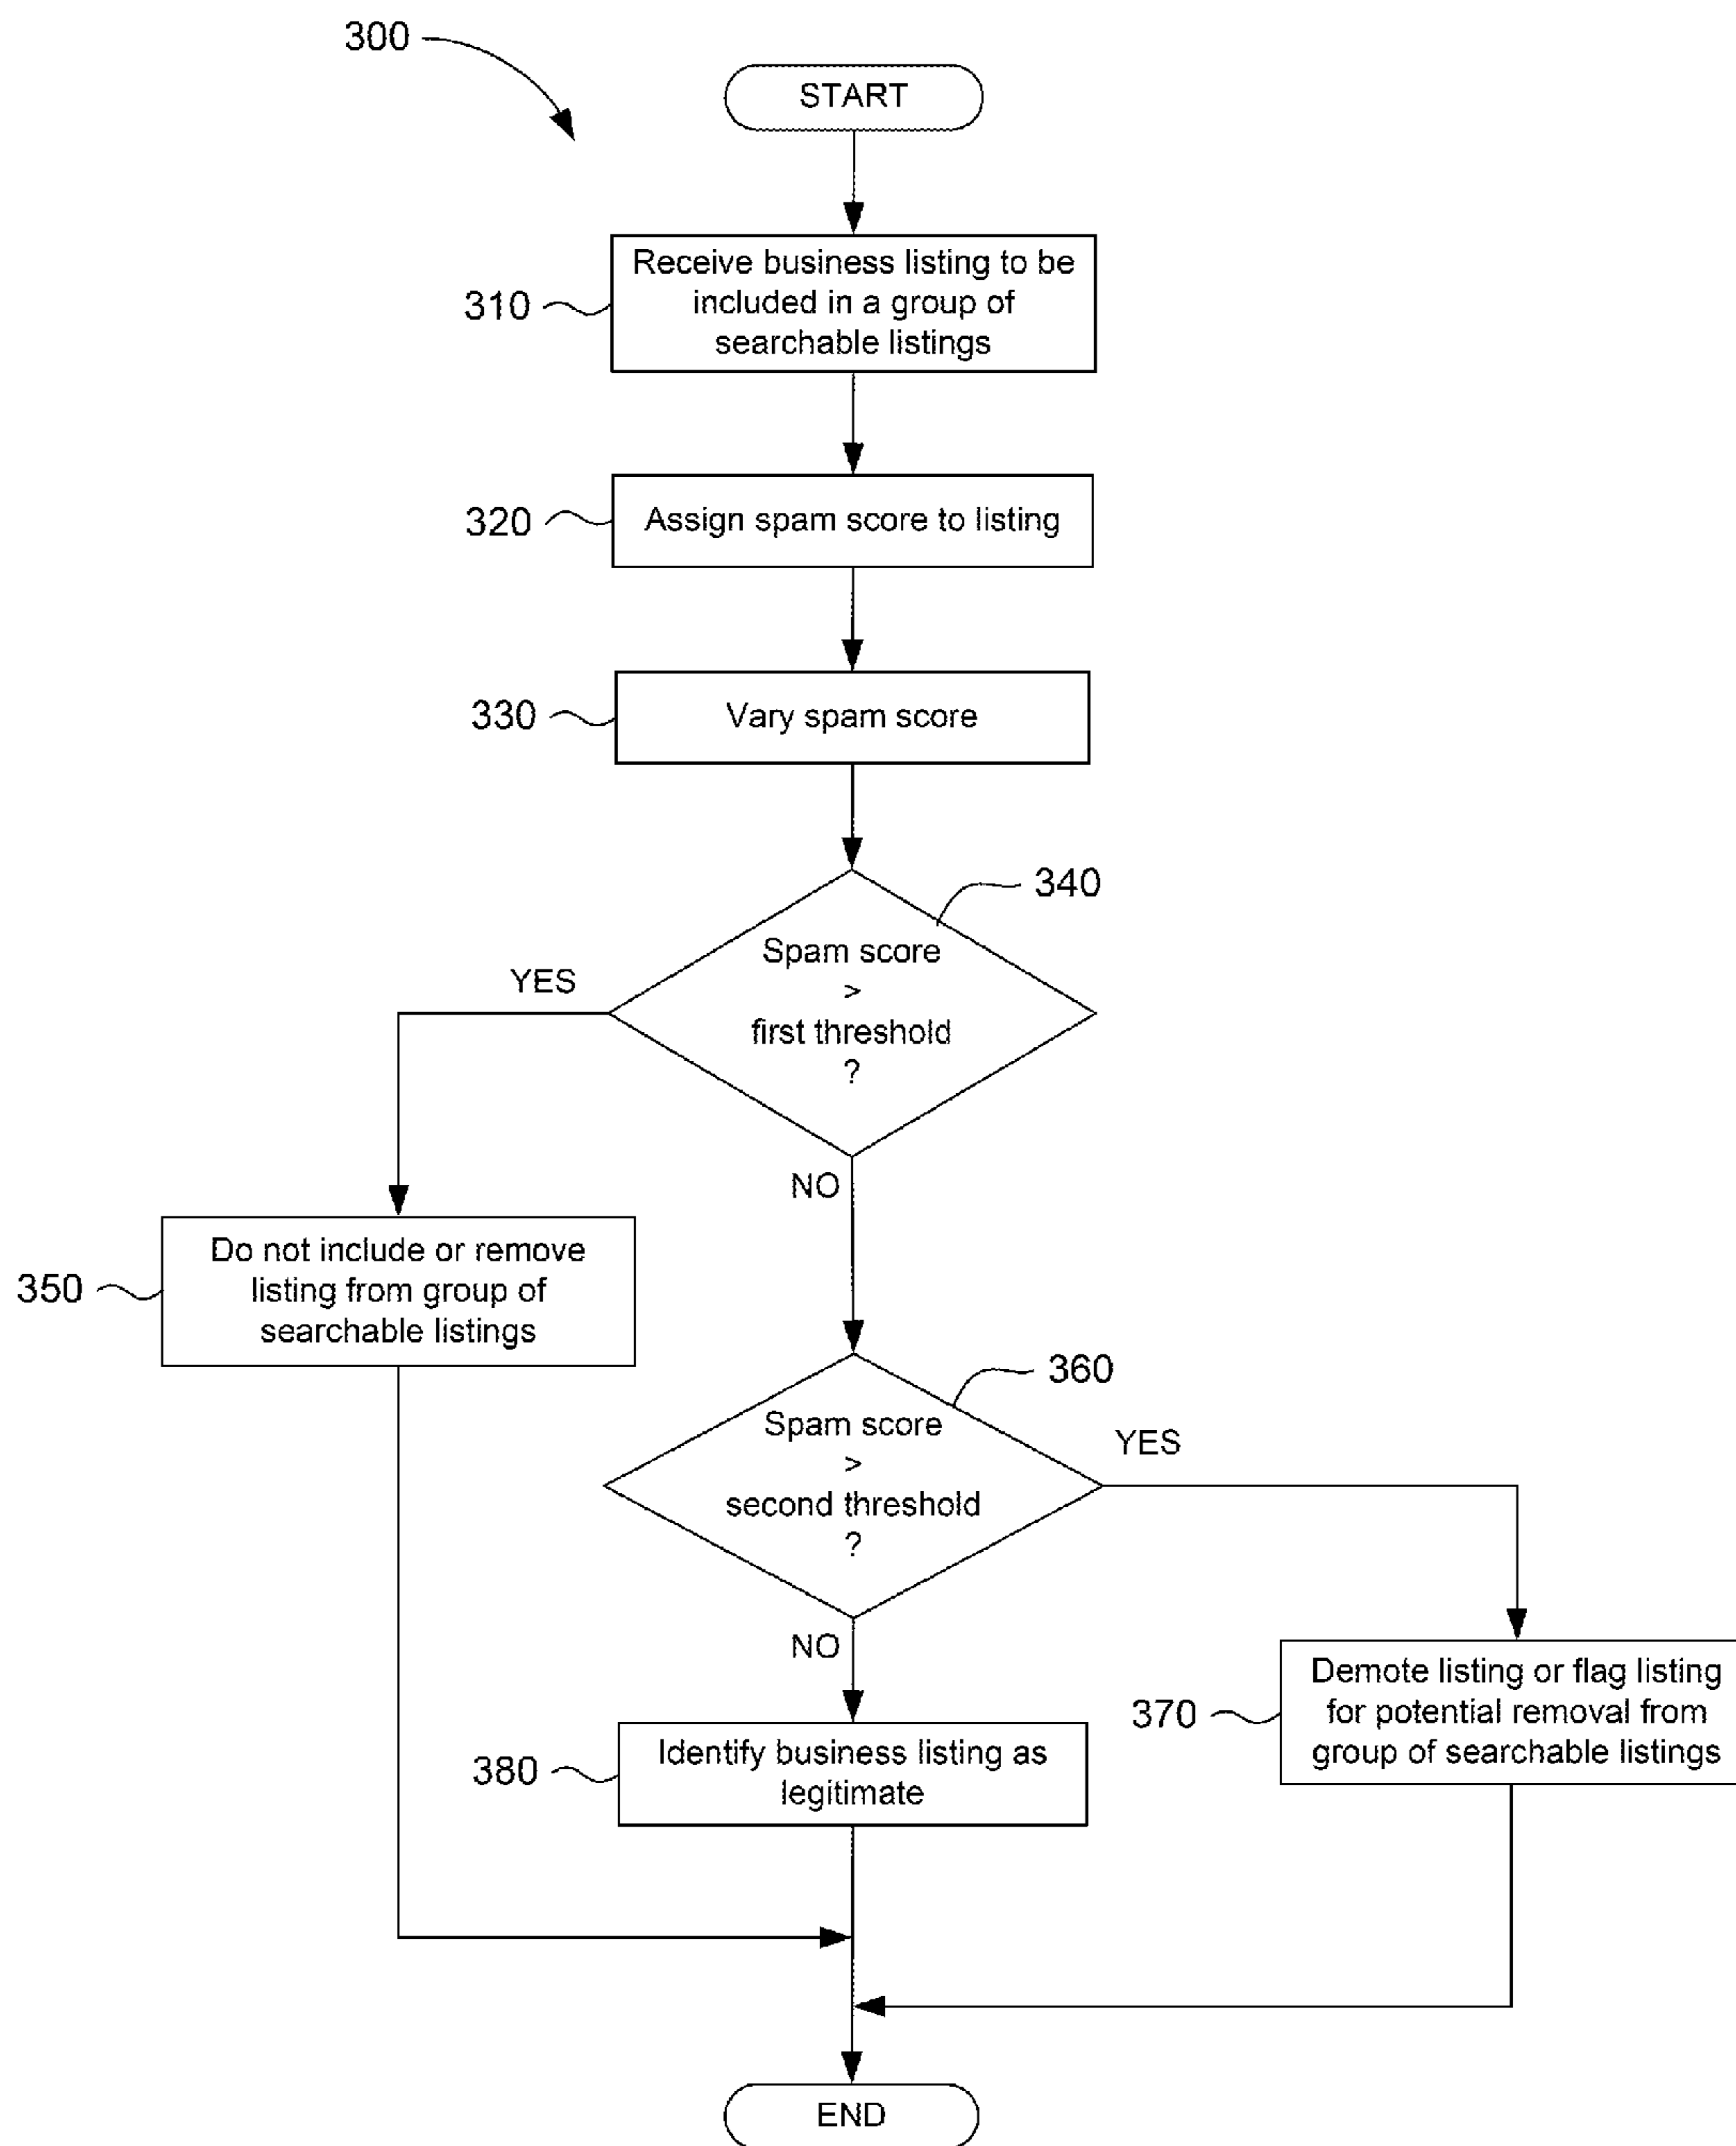 300
START
310
Receive business listing to be
included in a group of
searchable listings
320
Assign spam score to listing
330
Vary spam score
340
Spam score
>
first threshold
?
YES
NO
350
Do not include or remove
listing from group of
searchable listings
360
Spam score
>
second threshold
?
YES
NO
370
Demote listing or flag listing
for potential removal from
group of searchable listings
380
Identify business listing as
legitimate
END